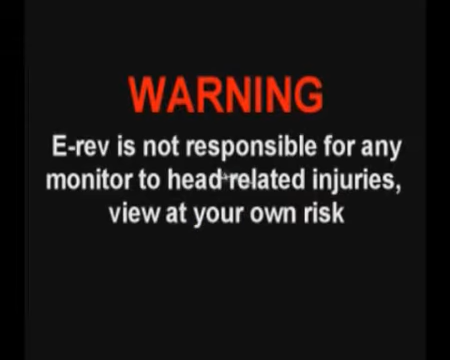 WARNING
E-rev is not responsible for any
monitor to head related injuries,
view at your own risk